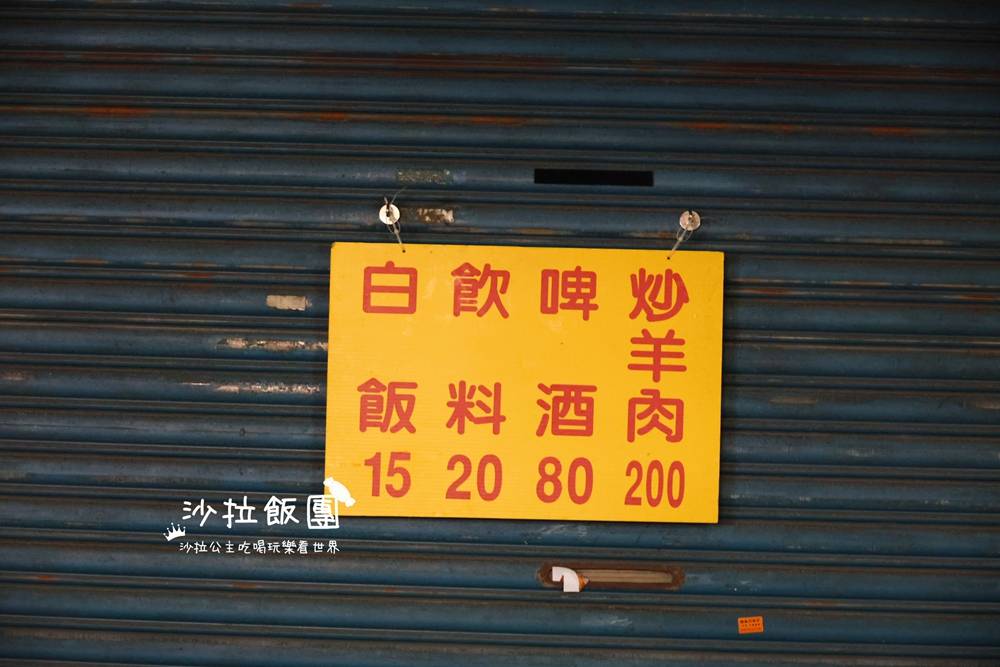 炒羊肉 200
啤酒 80
飲料 20
白飯 15
沙拉飯團
沙拉公主吃喝玩樂看世界